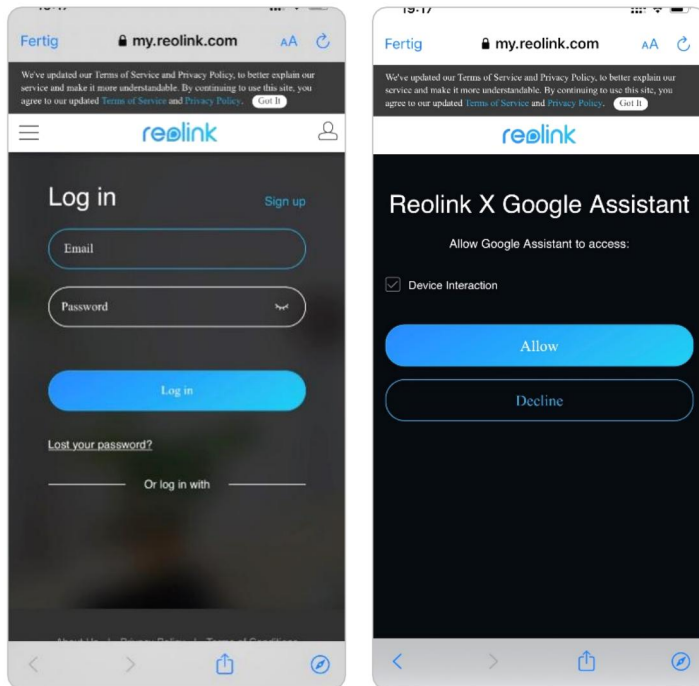 Fertig
my.reolink.com
AA
We've updated our Terms of Service and Privacy Policy, to better explain our
service and make it more understandable. By continuing to use this site, you
agree to our updated Terms of Service and Privacy Policy. Got It
reolink
Log in
Sign up
Email
Password
Log in
Lost your password?
Or log in with
19:17
Fertig
my.reolink.com
AA
We've updated our Terms of Service and Privacy Policy, to better explain our
service and make it more understandable. By continuing to use this site, you
agree to our updated Terms of Service and Privacy Policy. Got It
reolink
Reolink X Google Assistant
Allow Google Assistant to access:
Device Interaction
Allow
Decline